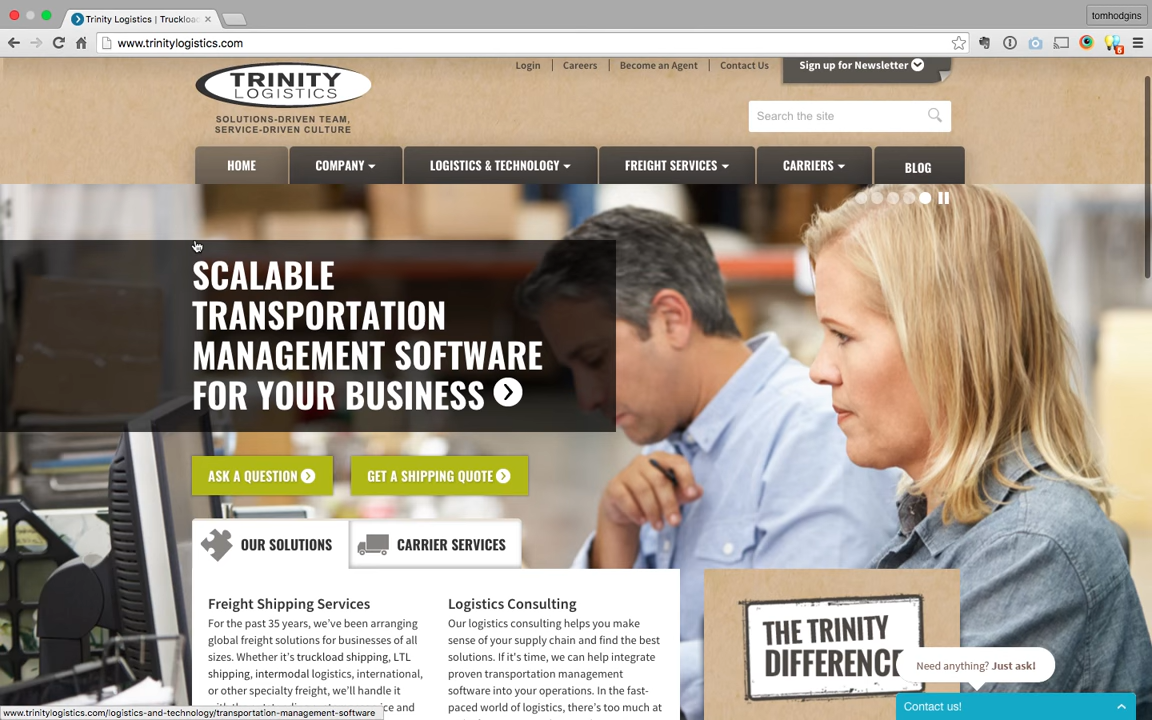 Trinity Logistics | Truckloa
tomhodgins
www.trinitylogistics.com
6
Login
Careers
Become an Agent
Contact Us
Sign up for Newsletter
TRINITY
LOGISTICS
SOLUTIONS-DRIVEN TEAM,
SERVICE-DRIVEN CULTURE
Search the site
HOME
COMPANY
LOGISTICS & TECHNOLOGY
FREIGHT SERVICES
CARRIERS
BLOG
SCALABLE
TRANSPORTATION
MANAGEMENT SOFTWARE
FOR YOUR BUSINESS
ASK A QUESTION
GET A SHIPPING QUOTE
OUR SOLUTIONS
CARRIER SERVICES
Freight Shipping Services
For the past 35 years, we've been arranging
global freight solutions for businesses of all
sizes. Whether it's truckload shipping, LTL
shipping, intermodal logistics, international,
or other specialty freight, we'll handle it
Logistics Consulting
Our logistics consulting helps you make
sense of your supply chain and find the best
solutions. If it's time, we can help integrate
proven transportation management
software into your operations. In the fast-
paced world of logistics, there's too much at
THE TRINITY
DIFFERENC
Need anything? Just ask!
Contact us!
www.trinitylogistics.com/logistics-and-technology/transportation-management-software